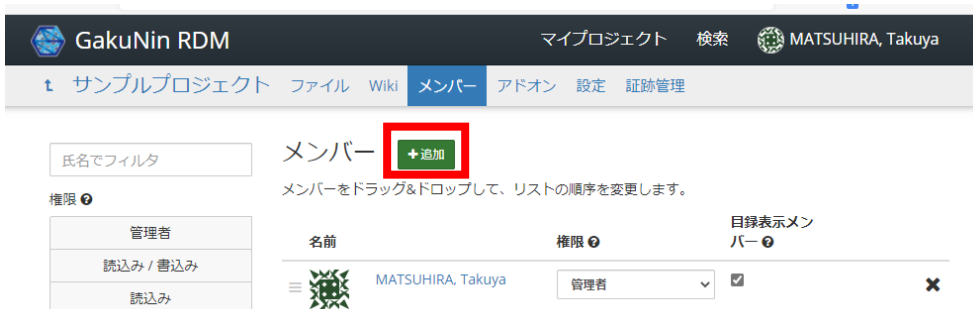 GakuNin RDM マイプロジェクト 検索 MATSUHIRA, Takuya
サンプルプロジェクト ファイル Wiki メンバー アドオン 設定 証跡管理
氏名でフィルタ
権限
管理者
読込み / 書込み
読込み
メンバー +追加
メンバーをドラッグ&ドロップして、リストの順序を変更します。
名前 権限 目録表示メン
バー
MATSUHIRA, Takuya 管理者